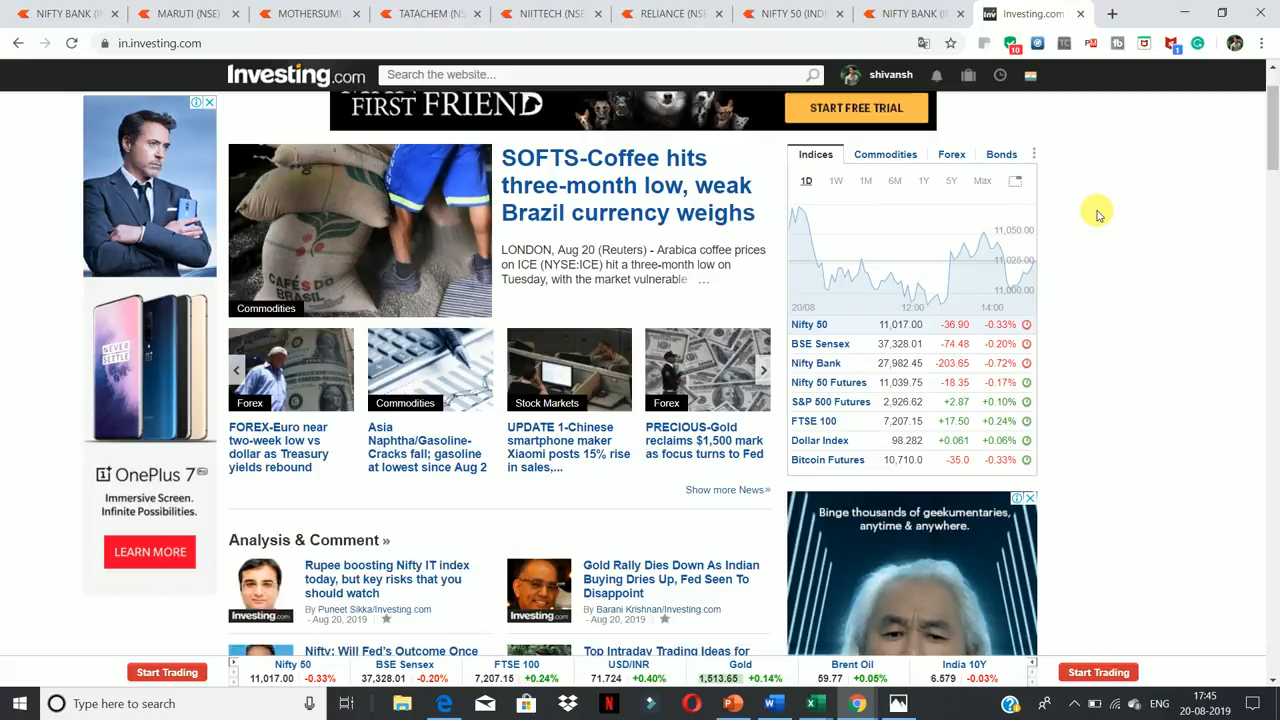 NIFTY BANK (IN
MARUTI (NSE)
MOTHERSUMI
TATACHEM (NS
NIITTECH (NSE
RELIANCE (NS
NIFTY 50 (INDI
NIFTY BANK (I
Investing.com
in.investing.com
10
1
Investing.com
Search the website...
shivansh
FIRST FRIEND
START FREE TRIAL
SOFTS-Coffee hits
three-month low, weak
Brazil currency weighs
LONDON, Aug 20 (Reuters) - Arabica coffee prices
on ICE (NYSE:ICE) hit a three-month low on
Tuesday, with the market vulnerable ...
CAFÉS DO
BRASIL
Commodities
Indices
Commodities
Forex
Bonds
1D
1W
1M
6M
1Y
5Y
Max
11,050.00
11,025.00
11,000.00
20/08
12:00
14:00
Nifty 50 11,017.00 -36.90 -0.33%
BSE Sensex 37,328.01 -74.48 -0.20%
Nifty Bank 27,982.45 -203.65 -0.72%
Nifty 50 Futures 11,039.75 -18.35 -0.17%
S&P 500 Futures 2,926.62 +2.87 +0.10%
FTSE 100 7,207.15 +17.50 +0.24%
Dollar Index 98.282 +0.061 +0.06%
Bitcoin Futures 10,710.0 -35.0 -0.33%
Forex
FOREX-Euro near
two-week low vs
dollar as Treasury
yields rebound
Commodities
Asia
Naphtha/Gasoline-
Cracks fall; gasoline
at lowest since Aug 2
Stock Markets
UPDATE 1-Chinese
smartphone maker
Xiaomi posts 15% rise
in sales,...
Forex
PRECIOUS-Gold
reclaims $1,500 mark
as focus turns to Fed
Show more News»
NEVER
SETTLE
OnePlus 7 Pro
Immersive Screen.
Infinite Possibilities.
LEARN MORE
Analysis & Comment »
Investing.com
Rupee boosting Nifty IT index
today, but key risks that you
should watch
By Puneet Sikka/Investing.com
- Aug 20, 2019
Investing.com
Gold Rally Dies Down As Indian
Buying Dries Up, Fed Seen To
Disappoint
By Barani Krishnan/Investing.com
- Aug 20, 2019
Nifty: Will Fed's Outcome Once
Top Intraday Trading Ideas for
Binge thousands of geekumentaries,
anytime & anywhere.
Start Trading
Nifty 50
11,017.00 -0.33%
BSE Sensex
37,328.01 -0.20%
FTSE 100
7,207.15 +0.24%
USD/INR
71.724 +0.40%
Gold
1,513.65 +0.14%
Brent Oil
59.77 +0.05%
India 10Y
6.579 -0.03%
Start Trading
Type here to search
ENG
17:45
20-08-2019